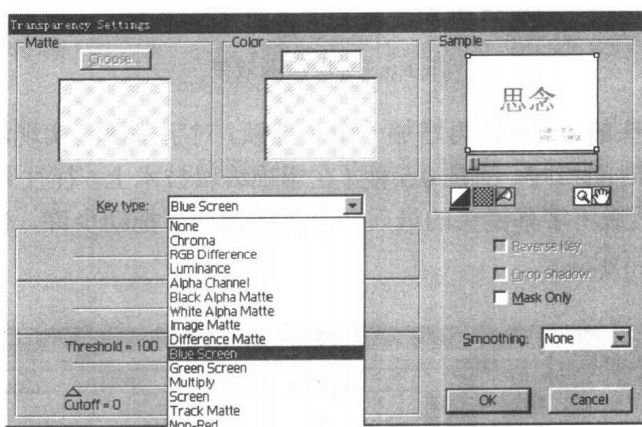 Transparency Settings
Matte
Choose...
Color
Sample
思念
Key type:
Blue Screen
None
Chroma
RGB Difference
Luminance
Alpha Channel
Black Alpha Matte
White Alpha Matte
Image Matte
Difference Matte
Blue Screen
Green Screen
Multiply
Screen
Track Matte
Non-Red
Threshold = 100
Cutoff = 0
Reverse Key
Drop Shadow
Mask Only
Smoothing:
None
OK
Cancel